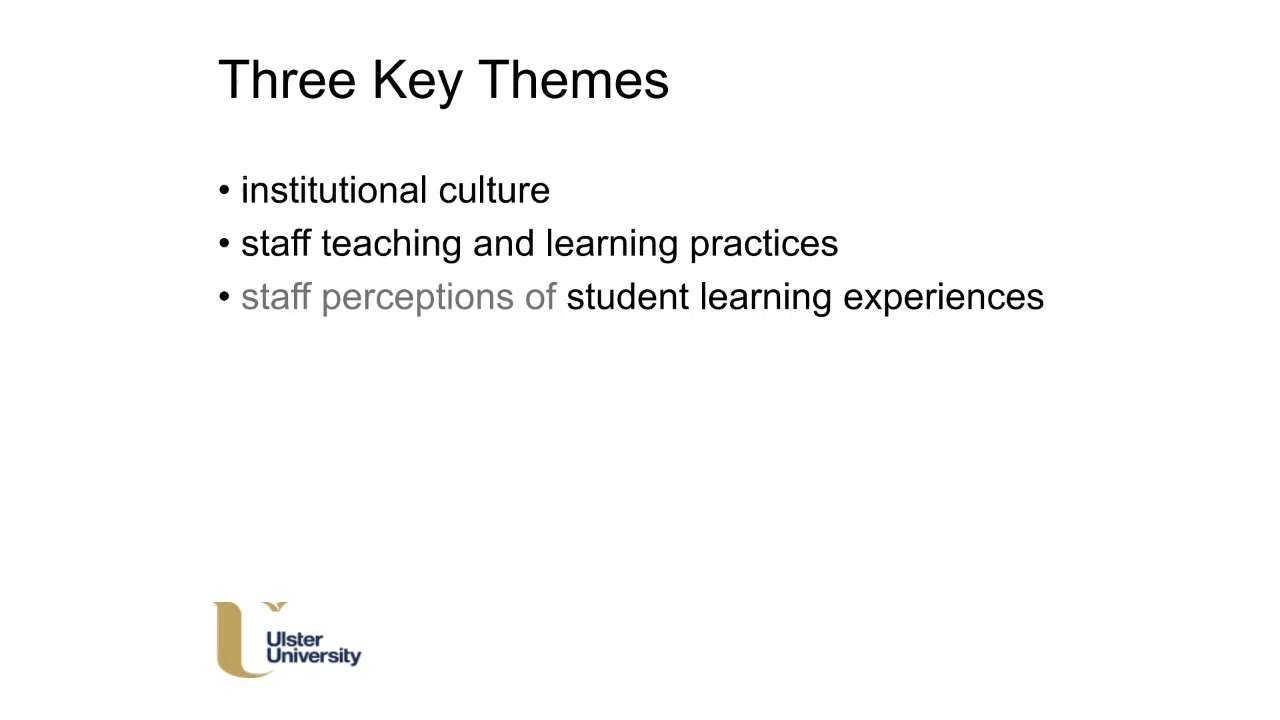 Three Key Themes
• institutional culture
• staff teaching and learning practices
• staff perceptions of student learning experiences
Ulster
University